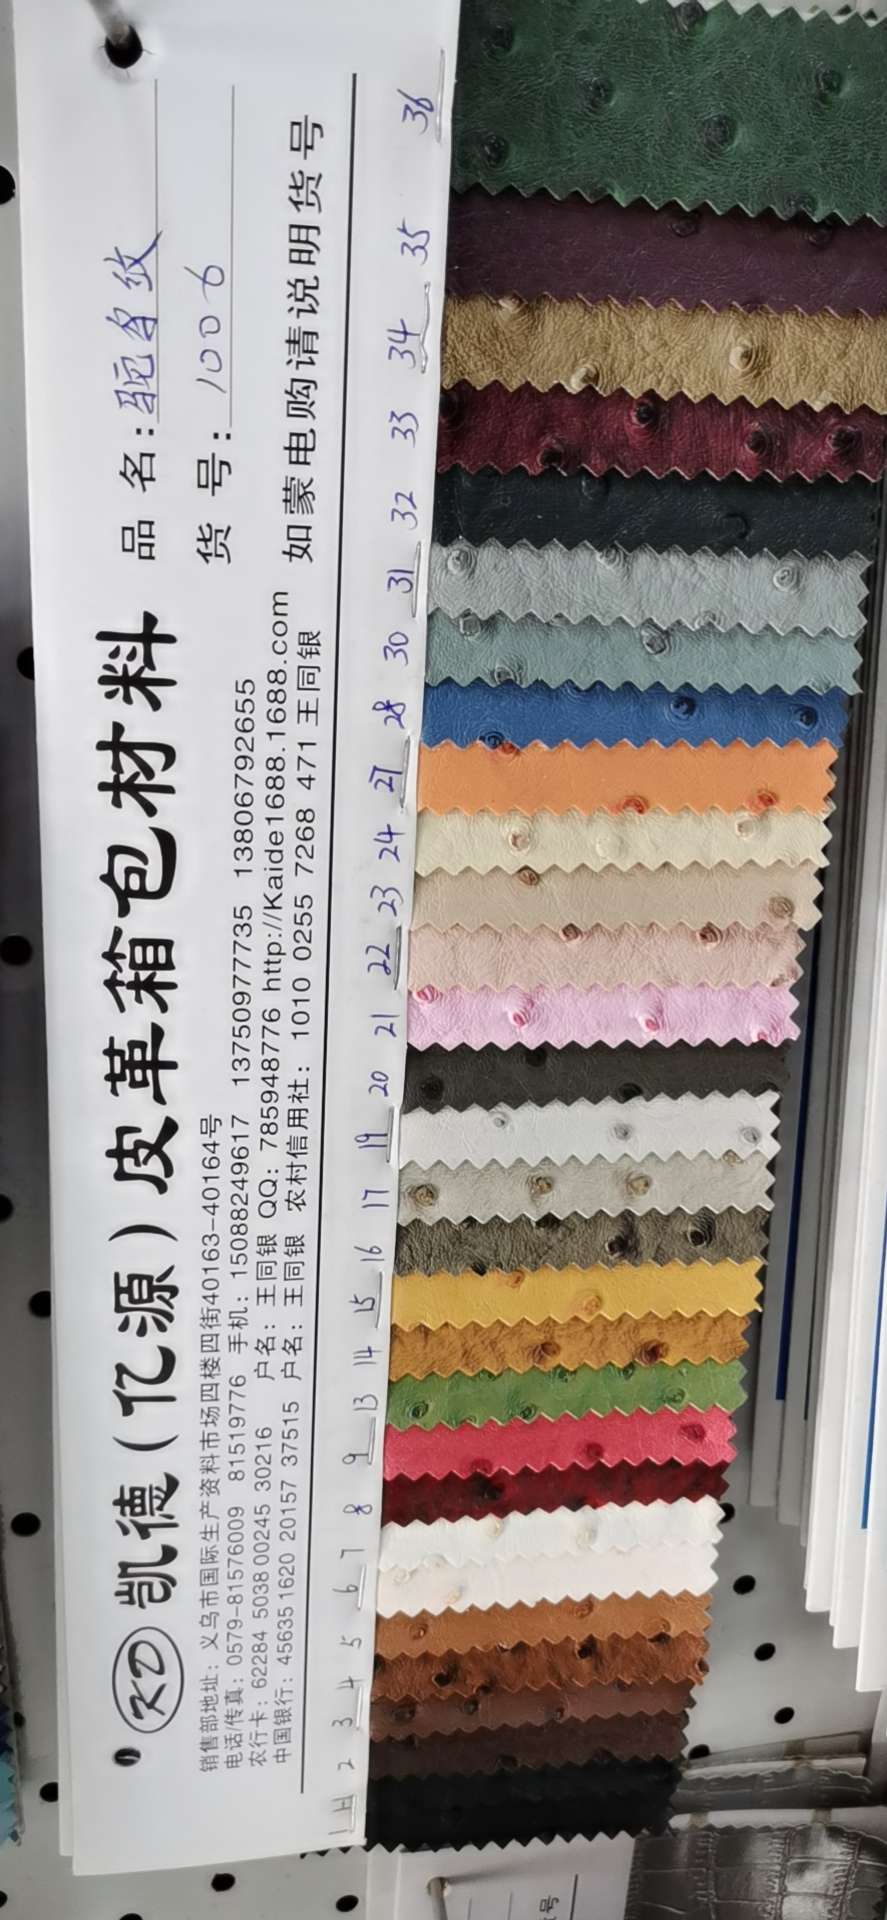 KD 凯德(亿源)皮革箱包材料
品名:驼鸟纹
货号:1006
销售部地址:义乌市国际生产资料市场四楼四街40163-40164号
电话/传真:0579-81576009 81519776 手机:15088249617 13750977735 13806792655
农行卡:62284 5038 00245 30216 户名:王同银 QQ:785948776 http://Kaide1688.1688.com
中国银行:45635 1620 20157 37515 户名:王同银 农村信用社:1010 0255 7268 471 王同银
如蒙电购请说明货号
1H 2 3 4 5 6 7 8 9 13 14 15 16 17 19 20 21 22 23 24 27 28 30 31 32 33 34 35 36
号